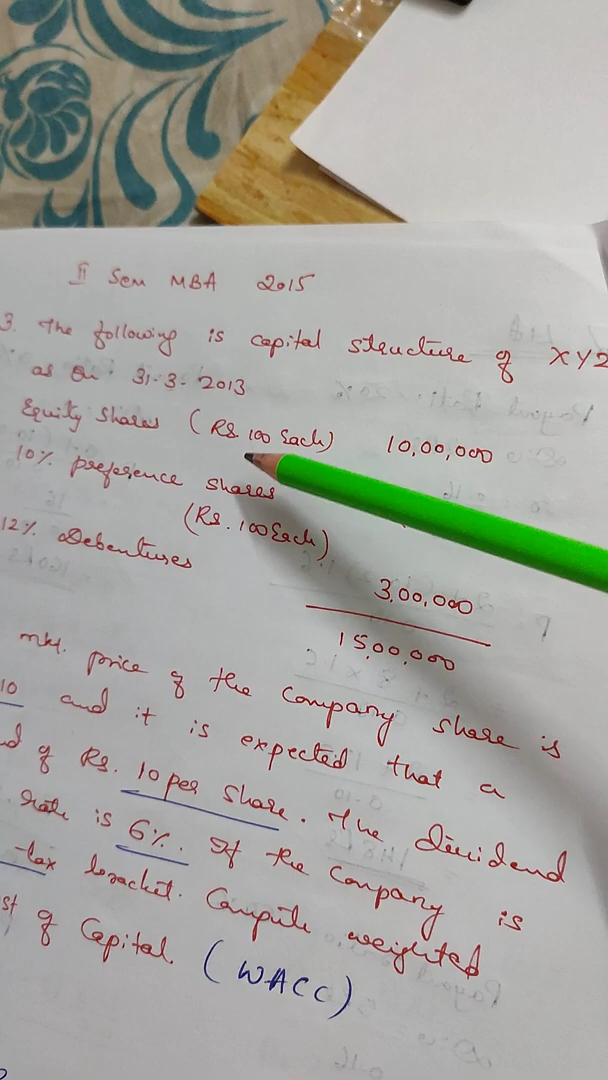 II Sem MBA 2015
3. The following is capital structure of XYZ
as on 31-3-2013
Equity shares (Rs. 100 Each) 10,00,000
10% preference shares
(Rs. 100 Each)
12% Debentures 3,00,000
15,00,000
mkt. price of the Company share is
10 and it is expected that a
nd of Rs. 10 per share. The dividend
rate is 6%. If the Company is
tax bracket. Compute weighted
st of Capital. (WACC)